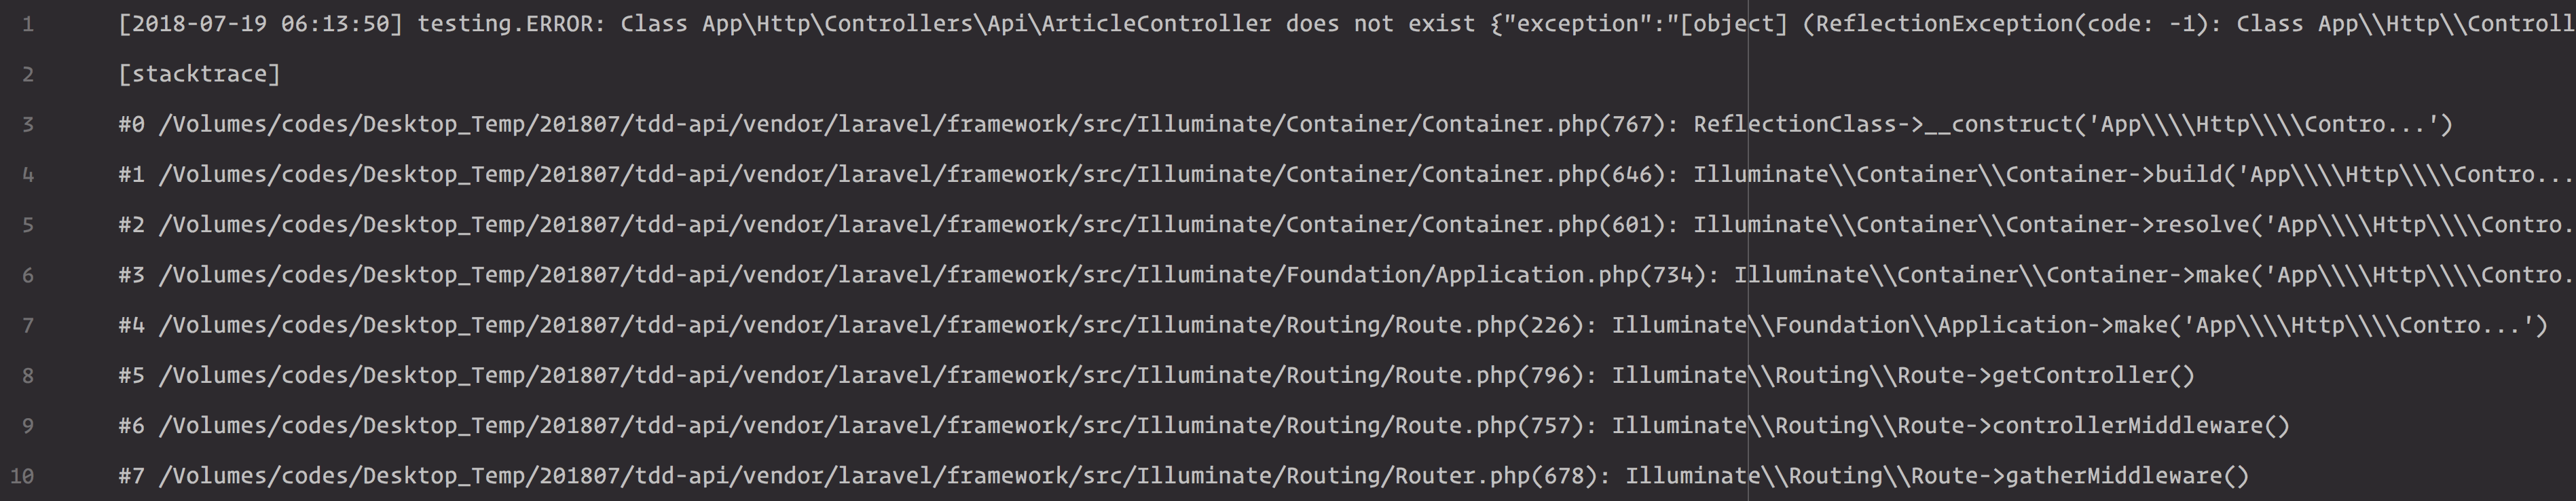 1 [2018-07-19 06:13:50] testing.ERROR: Class App\Http\Controllers\Api\ArticleController does not exist {"exception":"[object] (ReflectionException(code: -1): Class App\\Http\\Controll
2 [stacktrace]
3 #0 /Volumes/codes/Desktop_Temp/201807/tdd-api/vendor/laravel/framework/src/Illuminate/Container/Container.php(767): ReflectionClass->__construct('App\\\\Http\\\\Contro...')
4 #1 /Volumes/codes/Desktop_Temp/201807/tdd-api/vendor/laravel/framework/src/Illuminate/Container/Container.php(646): Illuminate\\Container\\Container->build('App\\\\Http\\\\Contro...
5 #2 /Volumes/codes/Desktop_Temp/201807/tdd-api/vendor/laravel/framework/src/Illuminate/Container/Container.php(601): Illuminate\\Container\\Container->resolve('App\\\\Http\\\\Contro.
6 #3 /Volumes/codes/Desktop_Temp/201807/tdd-api/vendor/laravel/framework/src/Illuminate/Foundation/Application.php(734): Illuminate\\Container\\Container->make('App\\\\Http\\\\Contro.
7 #4 /Volumes/codes/Desktop_Temp/201807/tdd-api/vendor/laravel/framework/src/Illuminate/Routing/Route.php(226): Illuminate\\Foundation\\Application->make('App\\\\Http\\\\Contro...')
8 #5 /Volumes/codes/Desktop_Temp/201807/tdd-api/vendor/laravel/framework/src/Illuminate/Routing/Route.php(796): Illuminate\\Routing\\Route->getController()
9 #6 /Volumes/codes/Desktop_Temp/201807/tdd-api/vendor/laravel/framework/src/Illuminate/Routing/Route.php(757): Illuminate\\Routing\\Route->controllerMiddleware()
10 #7 /Volumes/codes/Desktop_Temp/201807/tdd-api/vendor/laravel/framework/src/Illuminate/Routing/Router.php(678): Illuminate\\Routing\\Route->gatherMiddleware()